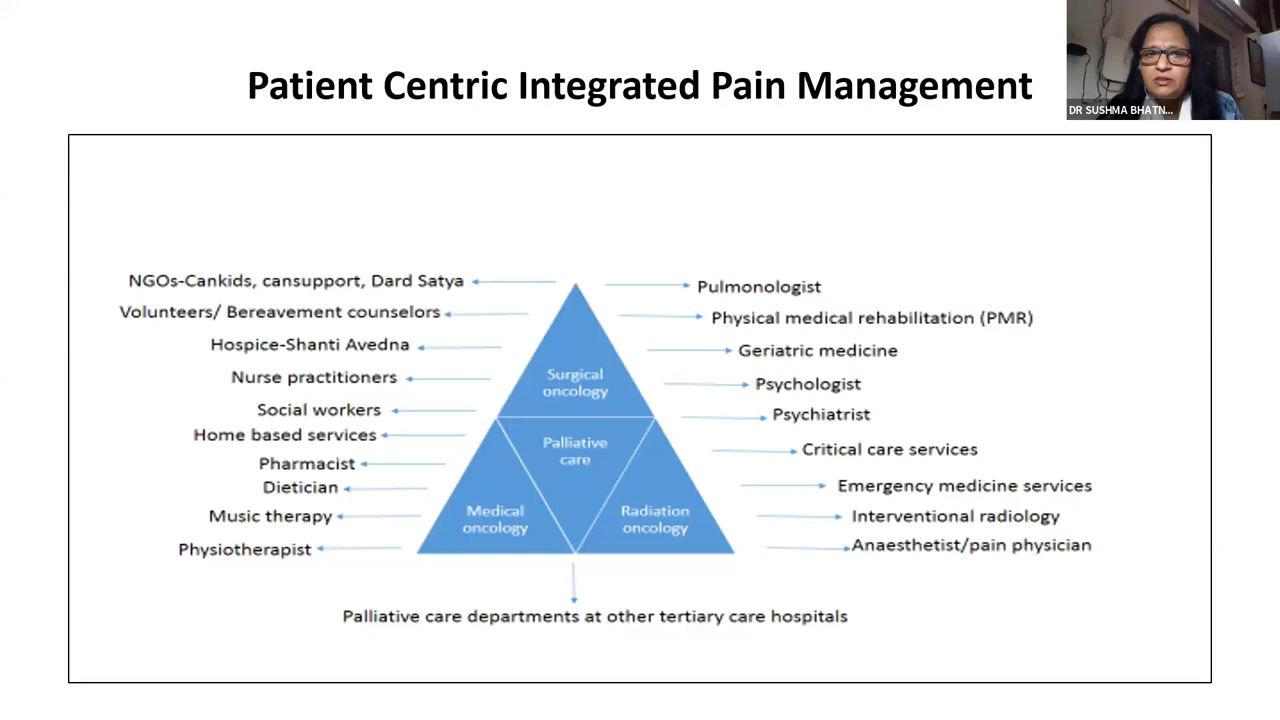 Patient Centric Integrated Pain Management
DR SUSHMA BHATN...
NGOs-Cankids, cansupport, Dard Satya
Volunteers/ Bereavement counselors
Hospice-Shanti Avedna
Nurse practitioners
Social workers
Home based services
Pharmacist
Dietician
Music therapy
Physiotherapist
Surgical
oncology
Palliative
care
Medical
oncology
Radiation
oncology
Pulmonologist
Physical medical rehabilitation (PMR)
Geriatric medicine
Psychologist
Psychiatrist
Critical care services
Emergency medicine services
Interventional radiology
Anaesthetist/pain physician
Palliative care departments at other tertiary care hospitals